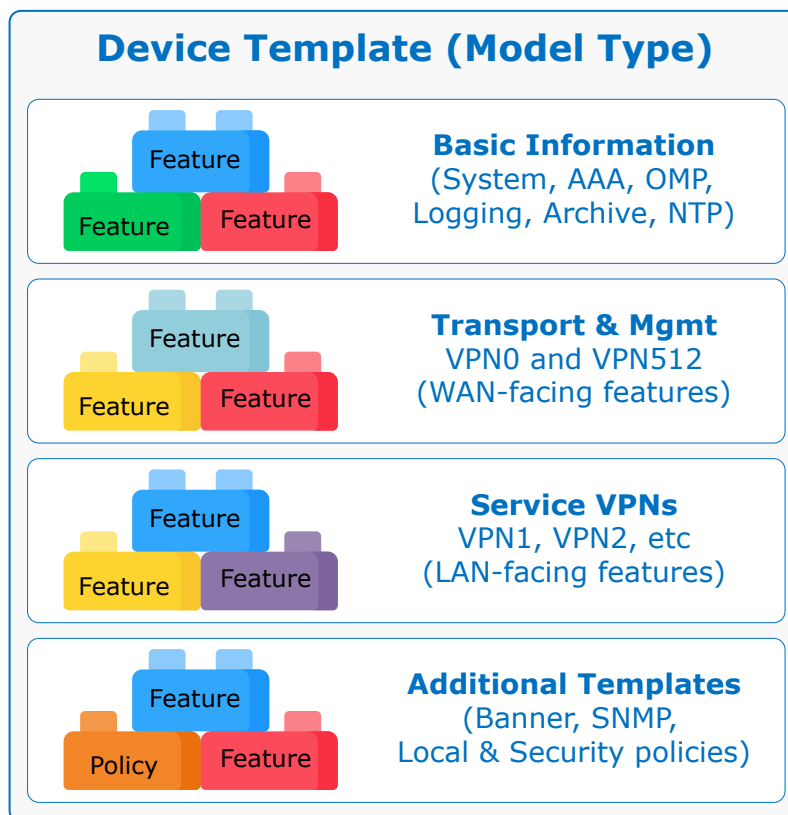 Device Template (Model Type)
Feature
Feature
Feature
Basic Information
(System, AAA, OMP,
Logging, Archive, NTP)
Feature
Feature
Feature
Transport & Mgmt
VPN0 and VPN512
(WAN-facing features)
Feature
Feature
Feature
Service VPNs
VPN1, VPN2, etc
(LAN-facing features)
Feature
Policy
Feature
Additional Templates
(Banner, SNMP,
Local & Security policies)